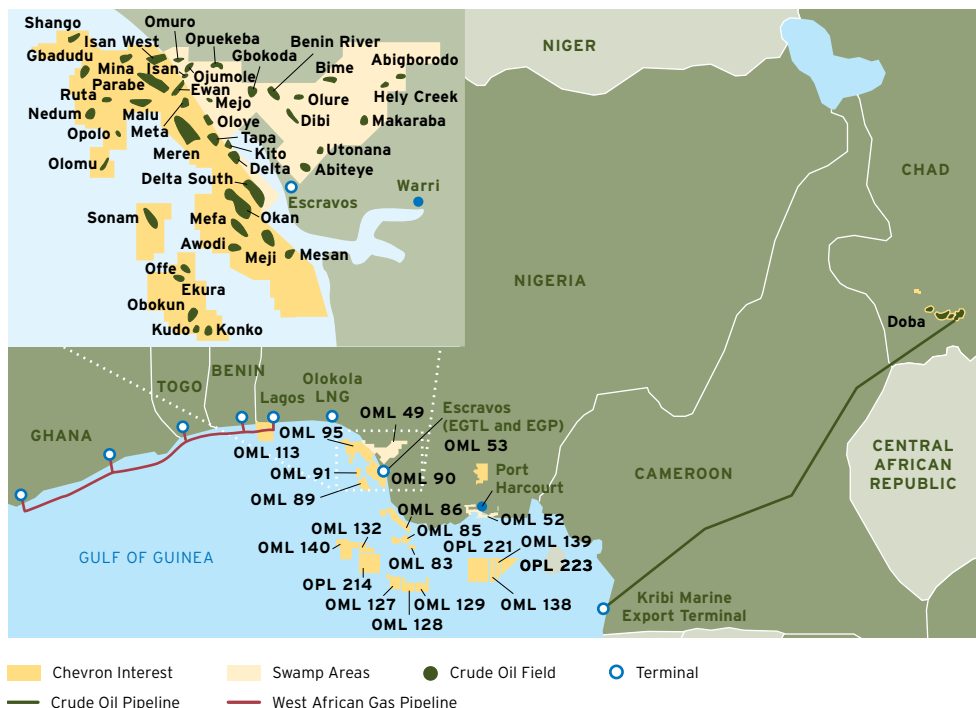 Shango
Omuro
Isan West
Opuekeba
Benin River
Gbadudu
Gbokoda
Abigborodo
Mina
Isan
Ojumole
Bime
Parabe
Ewan
Hely Creek
Ruta
Mejo
Olure
Nedum
Malu
Oloye
Dibi
Makaraba
Opolo
Meta
Tapa
Meren
Kito
Utonana
Olomu
Delta
Abiteye
Delta South
Warri
Escravos
Sonam
Mefa
Okan
Awodi
Meji
Mesan
Offe
Ekura
Obokun
Kudo
Konko
NIGER
CHAD
NIGERIA
Doba
BENIN
TOGO
Olokola
LNG
Lagos
GHANA
OML 49
Escravos
(EGTL and EGP)
OML 95
OML 53
OML 113
CENTRAL
AFRICAN
REPUBLIC
OML 91
OML 90
Port
Harcourt
CAMEROON
OML 89
OML 86
OML 52
OML 132
OML 85
OML 139
OML 140
OPL 221
GULF OF GUINEA
OML 83
OPL 223
OPL 214
OML 127
OML 129
OML 138
OML 128
Kribi Marine
Export Terminal
Chevron Interest
Swamp Areas
Crude Oil Field
Terminal
Crude Oil Pipeline
West African Gas Pipeline